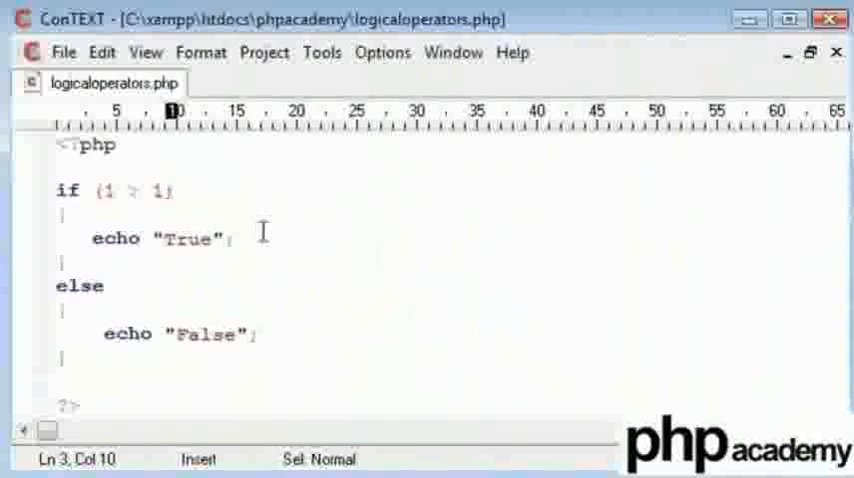 ConTEXT - [C:\xampp\htdocs\phpacademy\logicaloperators.php]
File Edit View Format Project Tools Options Window Help
logicaloperators.php
5 10 15 20 25 30 35 40 45 50 55 60 65
<?php
if (1 > 1)
{
echo "True";
}
else
{
echo "False";
}
?>
Ln 3, Col 10 Insert Sel: Normal
php academy